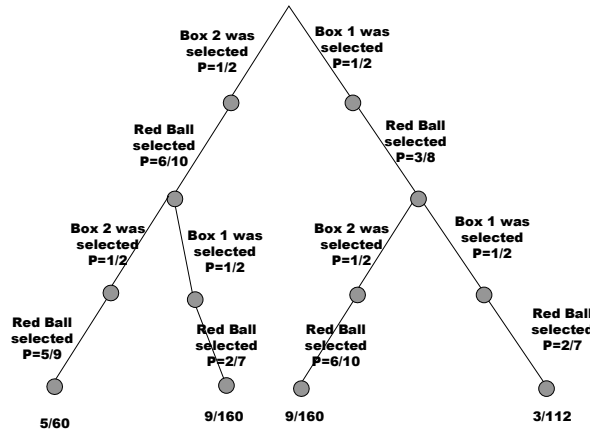 Box 2 was
selected
P=1/2
Box 1 was
selected
P=1/2
Red Ball
selected
P=6/10
Red Ball
selected
P=3/8
Box 2 was
selected
P=1/2
Box 1 was
selected
P=1/2
Box 2 was
selected
P=1/2
Box 1 was
selected
P=1/2
Red Ball
selected
P=5/9
Red Ball
selected
P=2/7
Red Ball
selected
P=6/10
Red Ball
selected
P=2/7
5/60
9/160
9/160
3/112